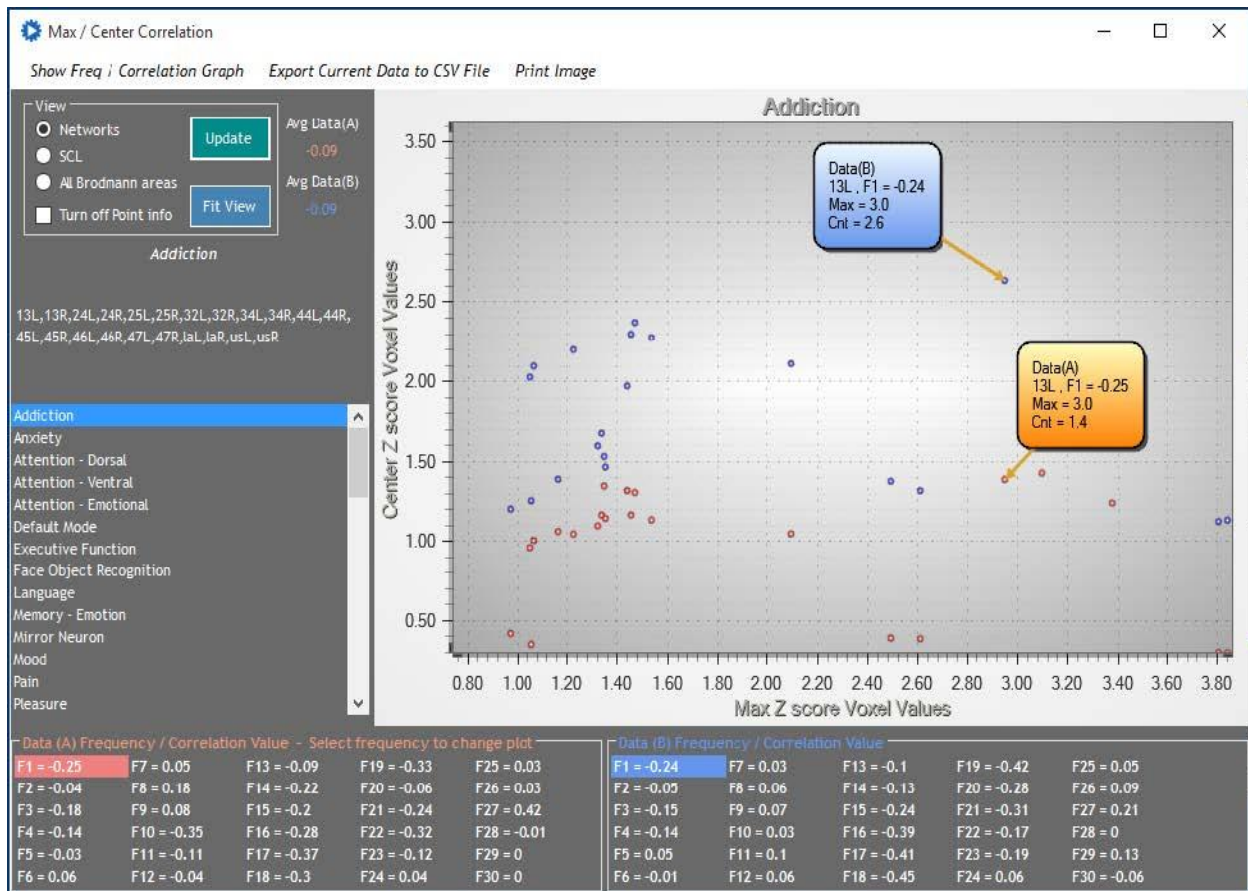 Max / Center Correlation
Show Freq / Correlation Graph Export Current Data to CSV File Print Image
View
Networks
SCL
All Brodmann areas
Turn off Point info
Update
Fit View
Avg Data(A)
-0.09
Avg Data(B)
-0.09
Addiction
13L,13R,24L,24R,25L,25R,32L,32R,34L,34R,44L,44R,
45L,45R,46L,46R,47L,47R,laL,laR,usL,usR
Addiction
Anxiety
Attention - Dorsal
Attention - Ventral
Attention - Emotional
Default Mode
Executive Function
Face Object Recognition
Language
Memory - Emotion
Mirror Neuron
Mood
Pain
Pleasure
Addiction
Center Z score Voxel Values
3.50
3.00
2.50
2.00
1.50
1.00
0.50
Data(B)
13L , F1 = -0.24
Max = 3.0
Cnt = 2.6
Data(A)
13L , F1 = -0.25
Max = 3.0
Cnt = 1.4
0.80 1.00 1.20 1.40 1.60 1.80 2.00 2.20 2.40 2.60 2.80 3.00 3.20 3.40 3.60 3.80
Max Z score Voxel Values
Data (A) Frequency / Correlation Value - Select frequency to change plot
F1 = -0.25 F7 = 0.05 F13 = -0.09 F19 = -0.33 F25 = 0.03
F2 = -0.04 F8 = 0.18 F14 = -0.22 F20 = -0.06 F26 = 0.03
F3 = -0.18 F9 = 0.08 F15 = -0.2 F21 = -0.24 F27 = 0.42
F4 = -0.14 F10 = -0.35 F16 = -0.28 F22 = -0.32 F28 = -0.01
F5 = -0.03 F11 = -0.11 F17 = -0.37 F23 = -0.12 F29 = 0
F6 = 0.06 F12 = -0.04 F18 = -0.3 F24 = 0.04 F30 = 0
Data (B) Frequency / Correlation Value
F1 = -0.24 F7 = 0.03 F13 = -0.1 F19 = -0.42 F25 = 0.05
F2 = -0.05 F8 = 0.06 F14 = -0.13 F20 = -0.28 F26 = 0.09
F3 = -0.15 F9 = 0.07 F15 = -0.24 F21 = -0.31 F27 = 0.21
F4 = -0.14 F10 = 0.03 F16 = -0.39 F22 = -0.17 F28 = 0
F5 = 0.05 F11 = 0.1 F17 = -0.41 F23 = -0.19 F29 = 0.13
F6 = -0.01 F12 = 0.06 F18 = -0.45 F24 = 0.06 F30 = -0.06